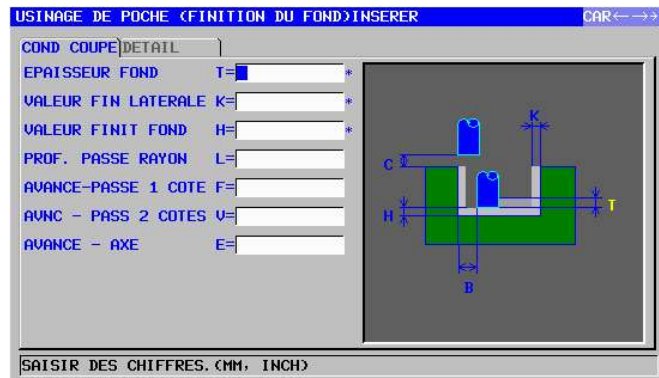 USINAGE DE POCHE (FINITION DU FOND)INSERER CAR←→
COND COUPE DETAIL
EPAISSEUR FOND T= *
VALEUR FIN LATERALE K= *
VALEUR FINIT FOND H= *
PROF. PASSE RAYON L=
AVANCE-PASSE 1 COTE F=
AVNC - PASS 2 COTES V=
AVANCE - AXE E=
K
C
T
H
B
SAISIR DES CHIFFRES.(MM, INCH)